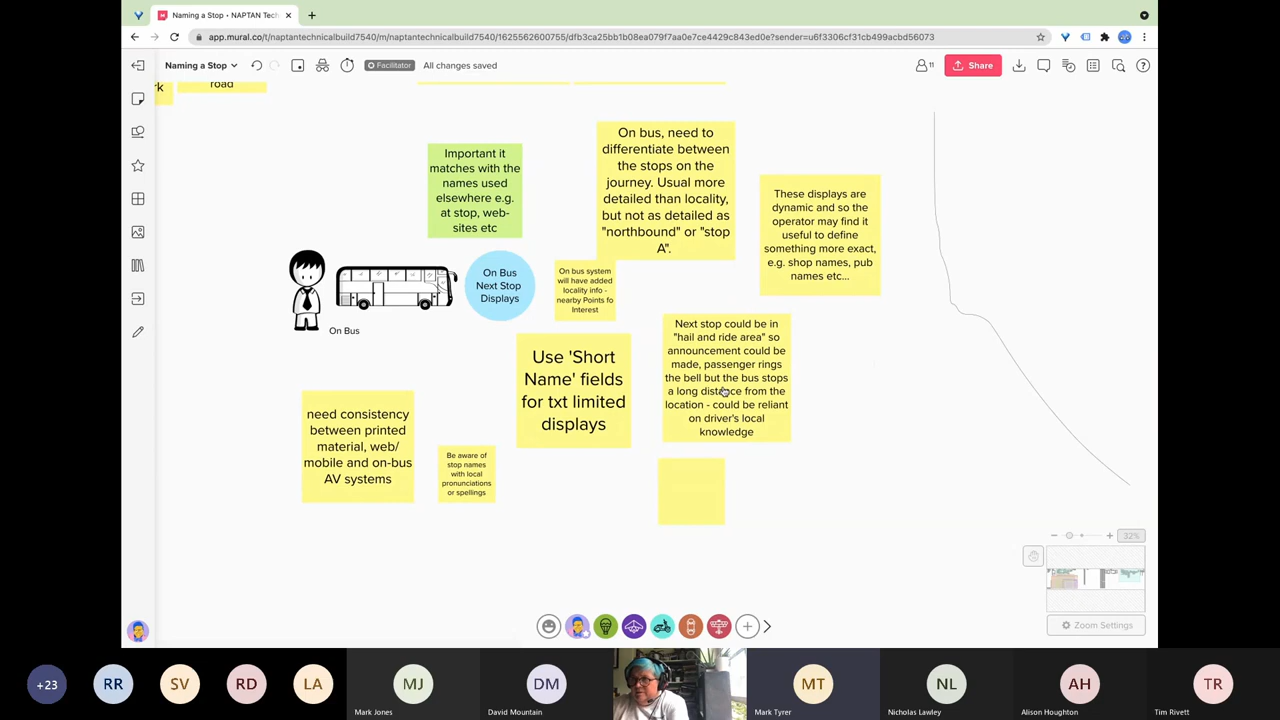 Naming a Stop • NAPTAN Tech
app.mural.co/t/naptantechnicalbuild7540/m/naptantechnicalbuild7540/1625562600755/dfb3ca25bb1b08ea079f7aa0e7ce4429c843ed0e?sender=u6f3306cf31cb499acbd56073
Naming a Stop
Facilitator
All changes saved
11
Share
rk
road
Important it
matches with the
names used
elsewhere e.g.
at stop, web-
sites etc
On bus, need to
differentiate between
the stops on the
journey. Usual more
detailed than locality,
but not as detailed as
"northbound" or "stop
A".
These displays are
dynamic and so the
operator may find it
useful to define
something more exact,
e.g. shop names, pub
names etc...
On Bus
On Bus
Next Stop
Displays
On bus system
will have added
locality info -
nearby Points fo
Interest
Use 'Short
Name' fields
for txt limited
displays
Next stop could be in
"hail and ride area" so
announcement could be
made, passenger rings
the bell but the bus stops
a long distance from the
location - could be reliant
on driver's local
knowledge
need consistency
between printed
material, web/
mobile and on-bus
AV systems
Be aware of
stop names
with local
pronunciations
or spellings
32%
Zoom Settings
+23
RR
SV
RD
LA
MJ
Mark Jones
DM
David Mountain
MT
Mark Tyrer
NL
Nicholas Lawley
AH
Alison Houghton
TR
Tim Rivett